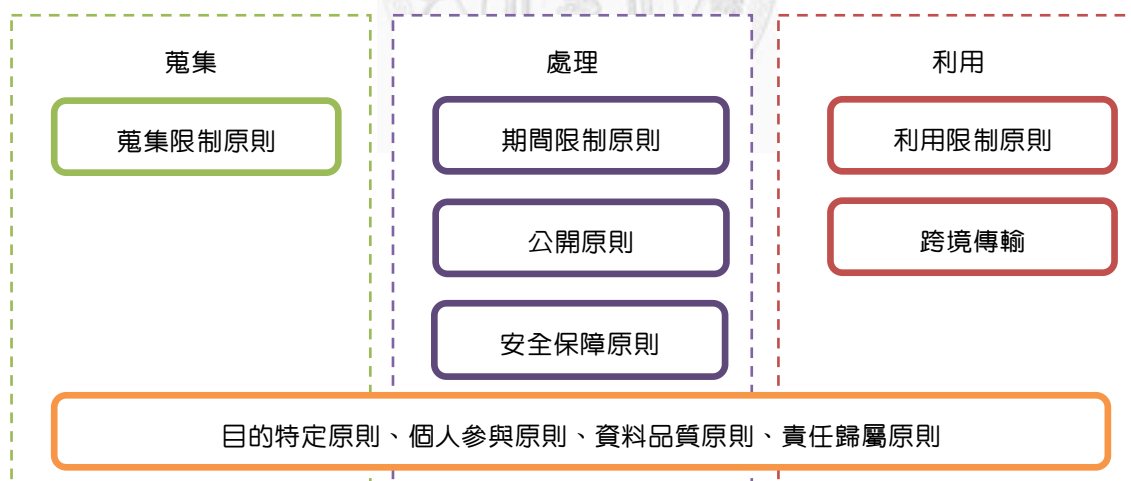 蒐集
處理
利用
蒐集限制原則
期間限制原則
利用限制原則
公開原則
跨境傳輸
安全保障原則
目的特定原則、個人參與原則、資料品質原則、責任歸屬原則